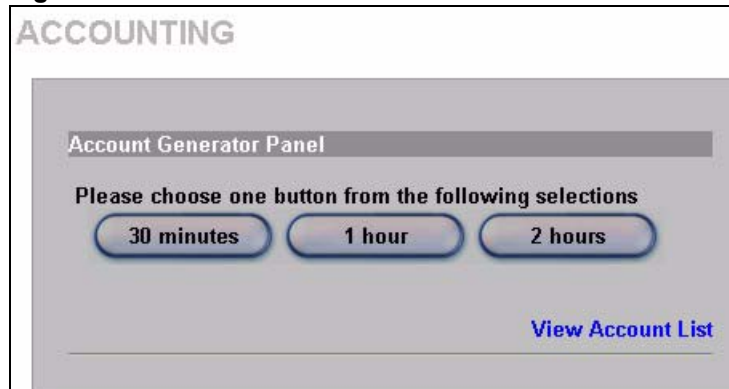 ACCOUNTING
Account Generator Panel
Please choose one button from the following selections
30 minutes 1 hour 2 hours
View Account List